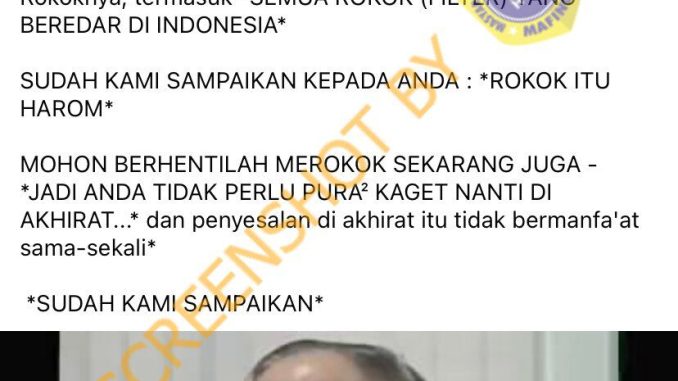 Rokoknya, termasuk *SEMUA ROKOK (FILTER) YANG
BEREDAR DI INDONESIA*
SUDAH KAMI SAMPAIKAN KEPADA ANDA : *ROKOK ITU
HAROM*
MOHON BERHENTILAH MEROKOK SEKARANG JUGA -
*JADI ANDA TIDAK PERLU PURA² KAGET NANTI DI
AKHIRAT...* dan penyesalan di akhirat itu tidak bermanfa'at
sama-sekali*
*SUDAH KAMI SAMPAIKAN*
SCREENSHOT BY
MAFINDO